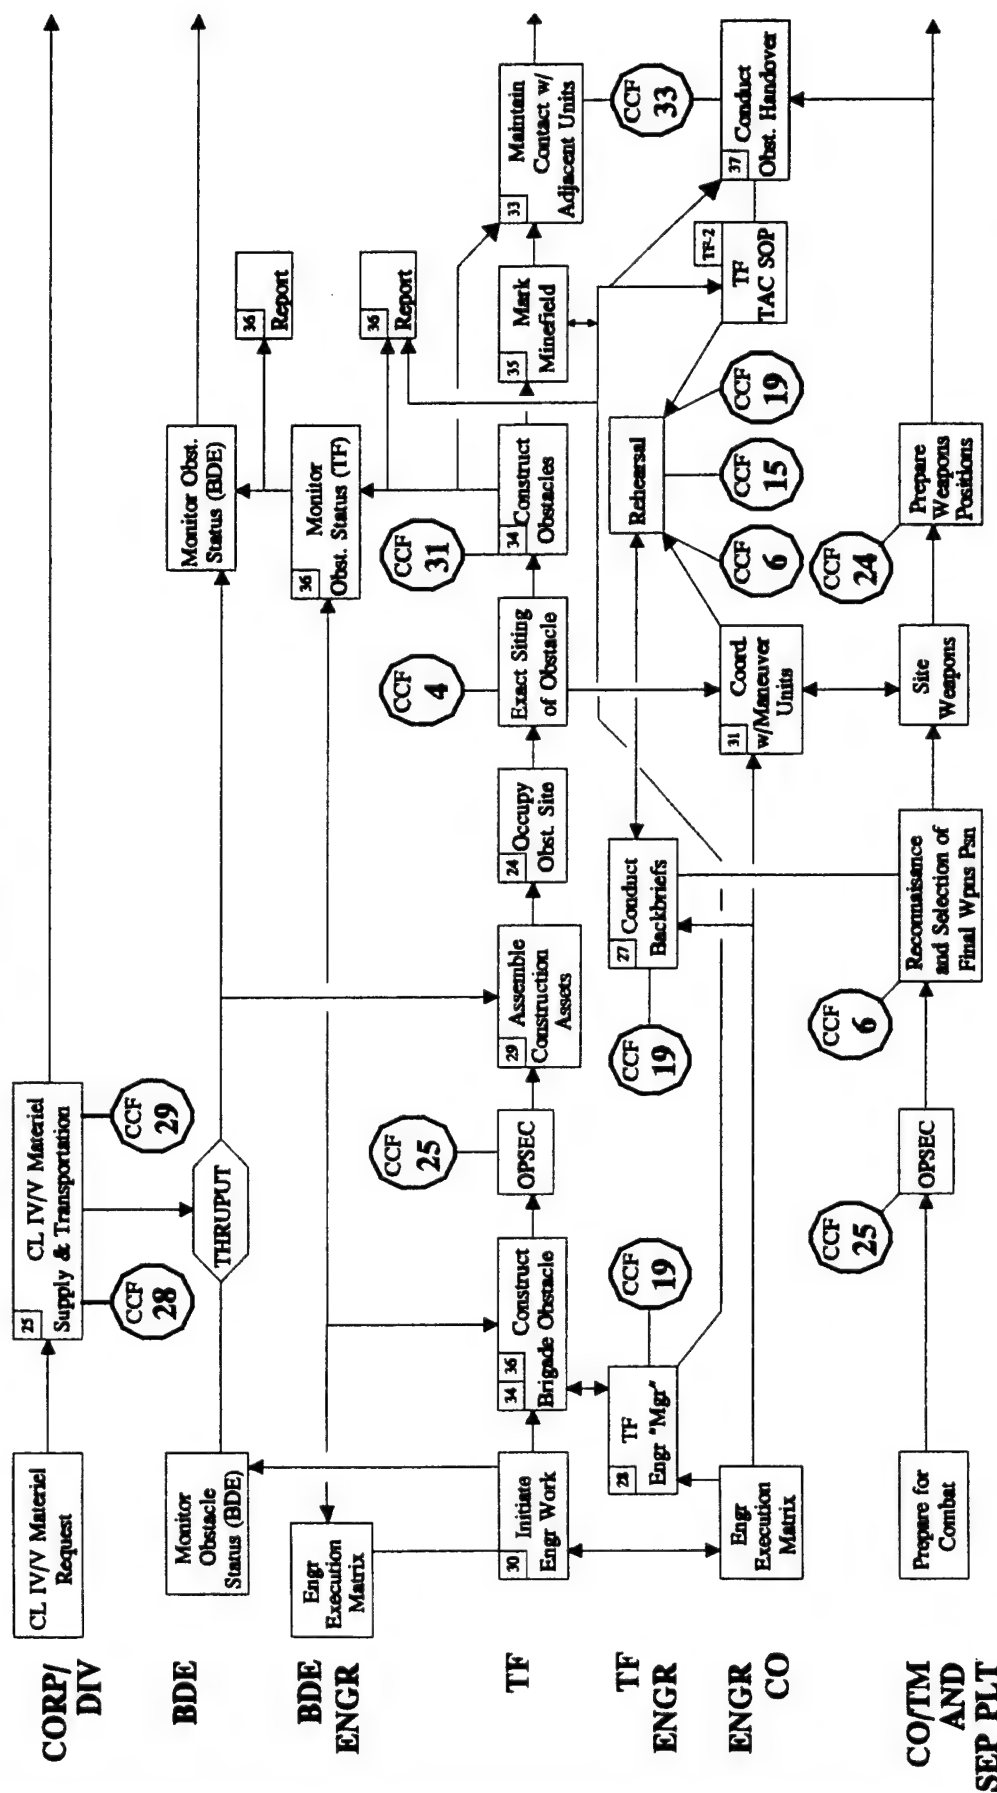 CORP/
DIV
CL IV/V Materiel
Request
25
CL IV/V Materiel
Supply & Transportation
CCF
28
CCF
29
BDE
Monitor
Obstacle
Status (BDE)
THRUPUT
Monitor Obst.
Status (BDE)
36
Report
BDE
ENGR
Engr
Execution
Matrix
36
Monitor
Obst. Status (TF)
36
Report
TF
30
Initiate
Engr Work
34
36
Construct
Brigade Obstacle
CCF
25
OPSEC
29
Assemble
Construction
Assets
24
Occupy
Obst. Site
CCF
4
Exact Siting
of Obstacle
CCF
31
34
Construct
Obstacles
35
Mark
Minefield
33
Maintain
Contact w/
Adjacent Units
TF
ENGR
28
TF
Engr "Mgr"
CCF
19
CCF
19
27
Conduct
Backbriefs
Rehearsal
CCF
33
ENGR
CO
Engr
Execution
Matrix
31
Coord.
w/Maneuver
Units
CCF
6
CCF
15
CCF
19
TF-2
TF
TAC SOP
37
Conduct
Obst. Handover
CO/TM
AND
SEP PLT
Prepare for
Combat
CCF
25
OPSEC
CCF
6
Reconnaisance
and Selection of
Final Wpns Psn
Site
Weapons
CCF
24
Prepare
Weapons
Positions